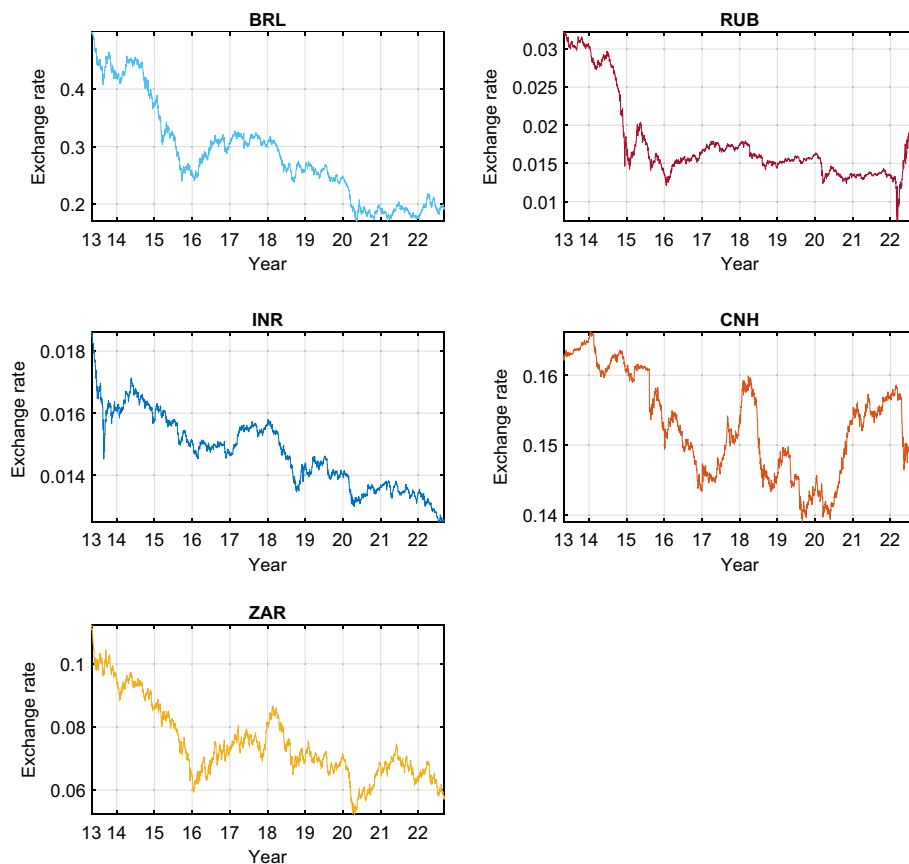 BRL
Exchange rate
0.4
0.3
0.2
13 14 15 16 17 18 19 20 21 22
Year
RUB
Exchange rate
0.03
0.025
0.02
0.015
0.01
13 14 15 16 17 18 19 20 21 22
Year
INR
Exchange rate
0.018
0.016
0.014
13 14 15 16 17 18 19 20 21 22
Year
CNH
Exchange rate
0.16
0.15
0.14
13 14 15 16 17 18 19 20 21 22
Year
ZAR
Exchange rate
0.1
0.08
0.06
13 14 15 16 17 18 19 20 21 22
Year